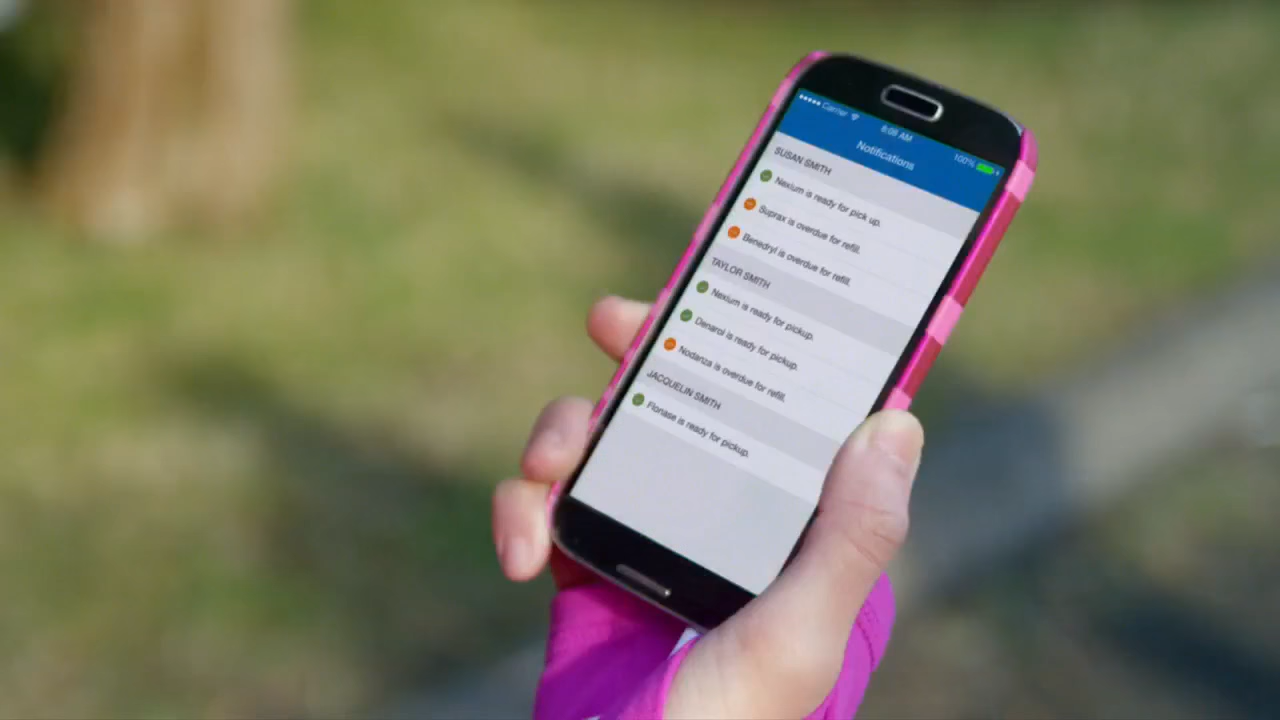 Carrier
6:08 AM
100%
Notifications
SUSAN SMITH
Nexium is ready for pick up.
Suprax is overdue for refill.
Benedryl is overdue for refill.
TAYLOR SMITH
Nexium is ready for pickup.
Denarol is ready for pickup.
Nodanza is overdue for refill.
JACQUELIN SMITH
Flonase is ready for pickup.